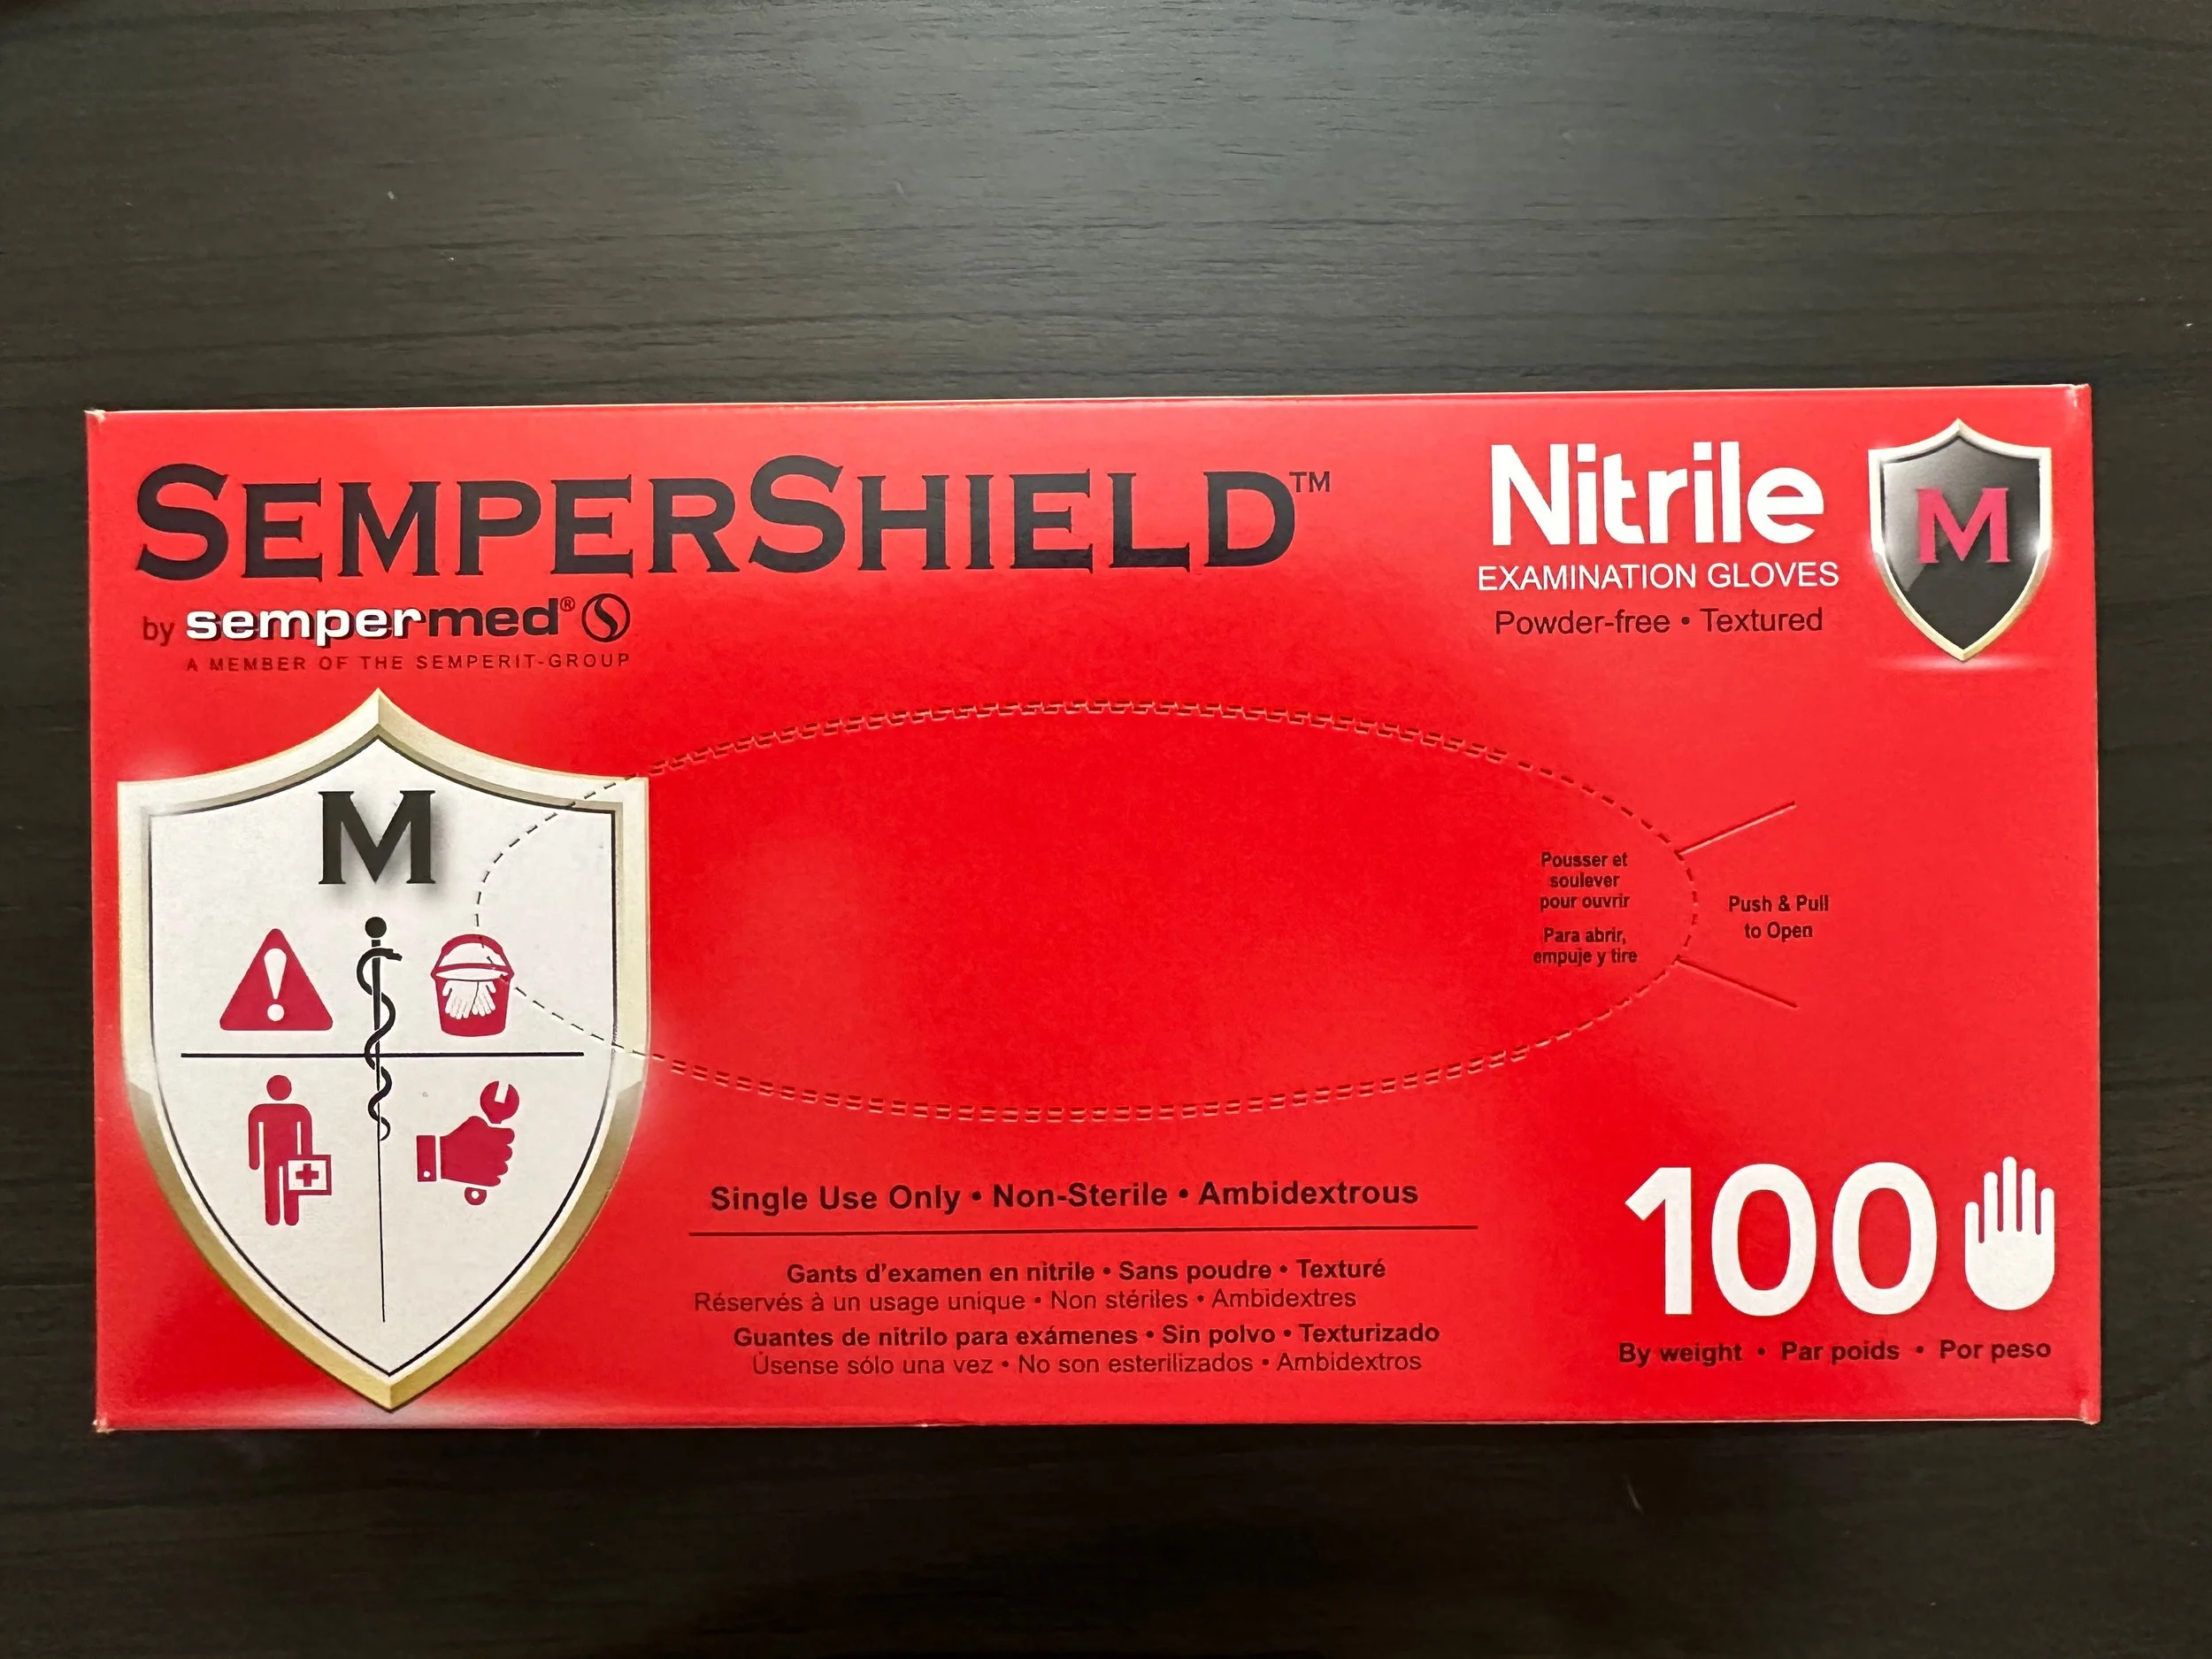 SEMPERSHIELD™
by sempermed®
A MEMBER OF THE SEMPERIT-GROUP
Nitrile
EXAMINATION GLOVES
Powder-free • Textured
M
M
Pousser et
soulever
pour ouvrir
Para abrir,
empuje y tire
Push & Pull
to Open
Single Use Only • Non-Sterile • Ambidextrous
Gants d'examen en nitrile • Sans poudre • Texturé
Réservés à un usage unique • Non stériles • Ambidextres
Guantes de nitrilo para exámenes • Sin polvo • Texturizado
Úsense sólo una vez • No son esterilizados • Ambidextros
100
By weight • Par poids • Por peso